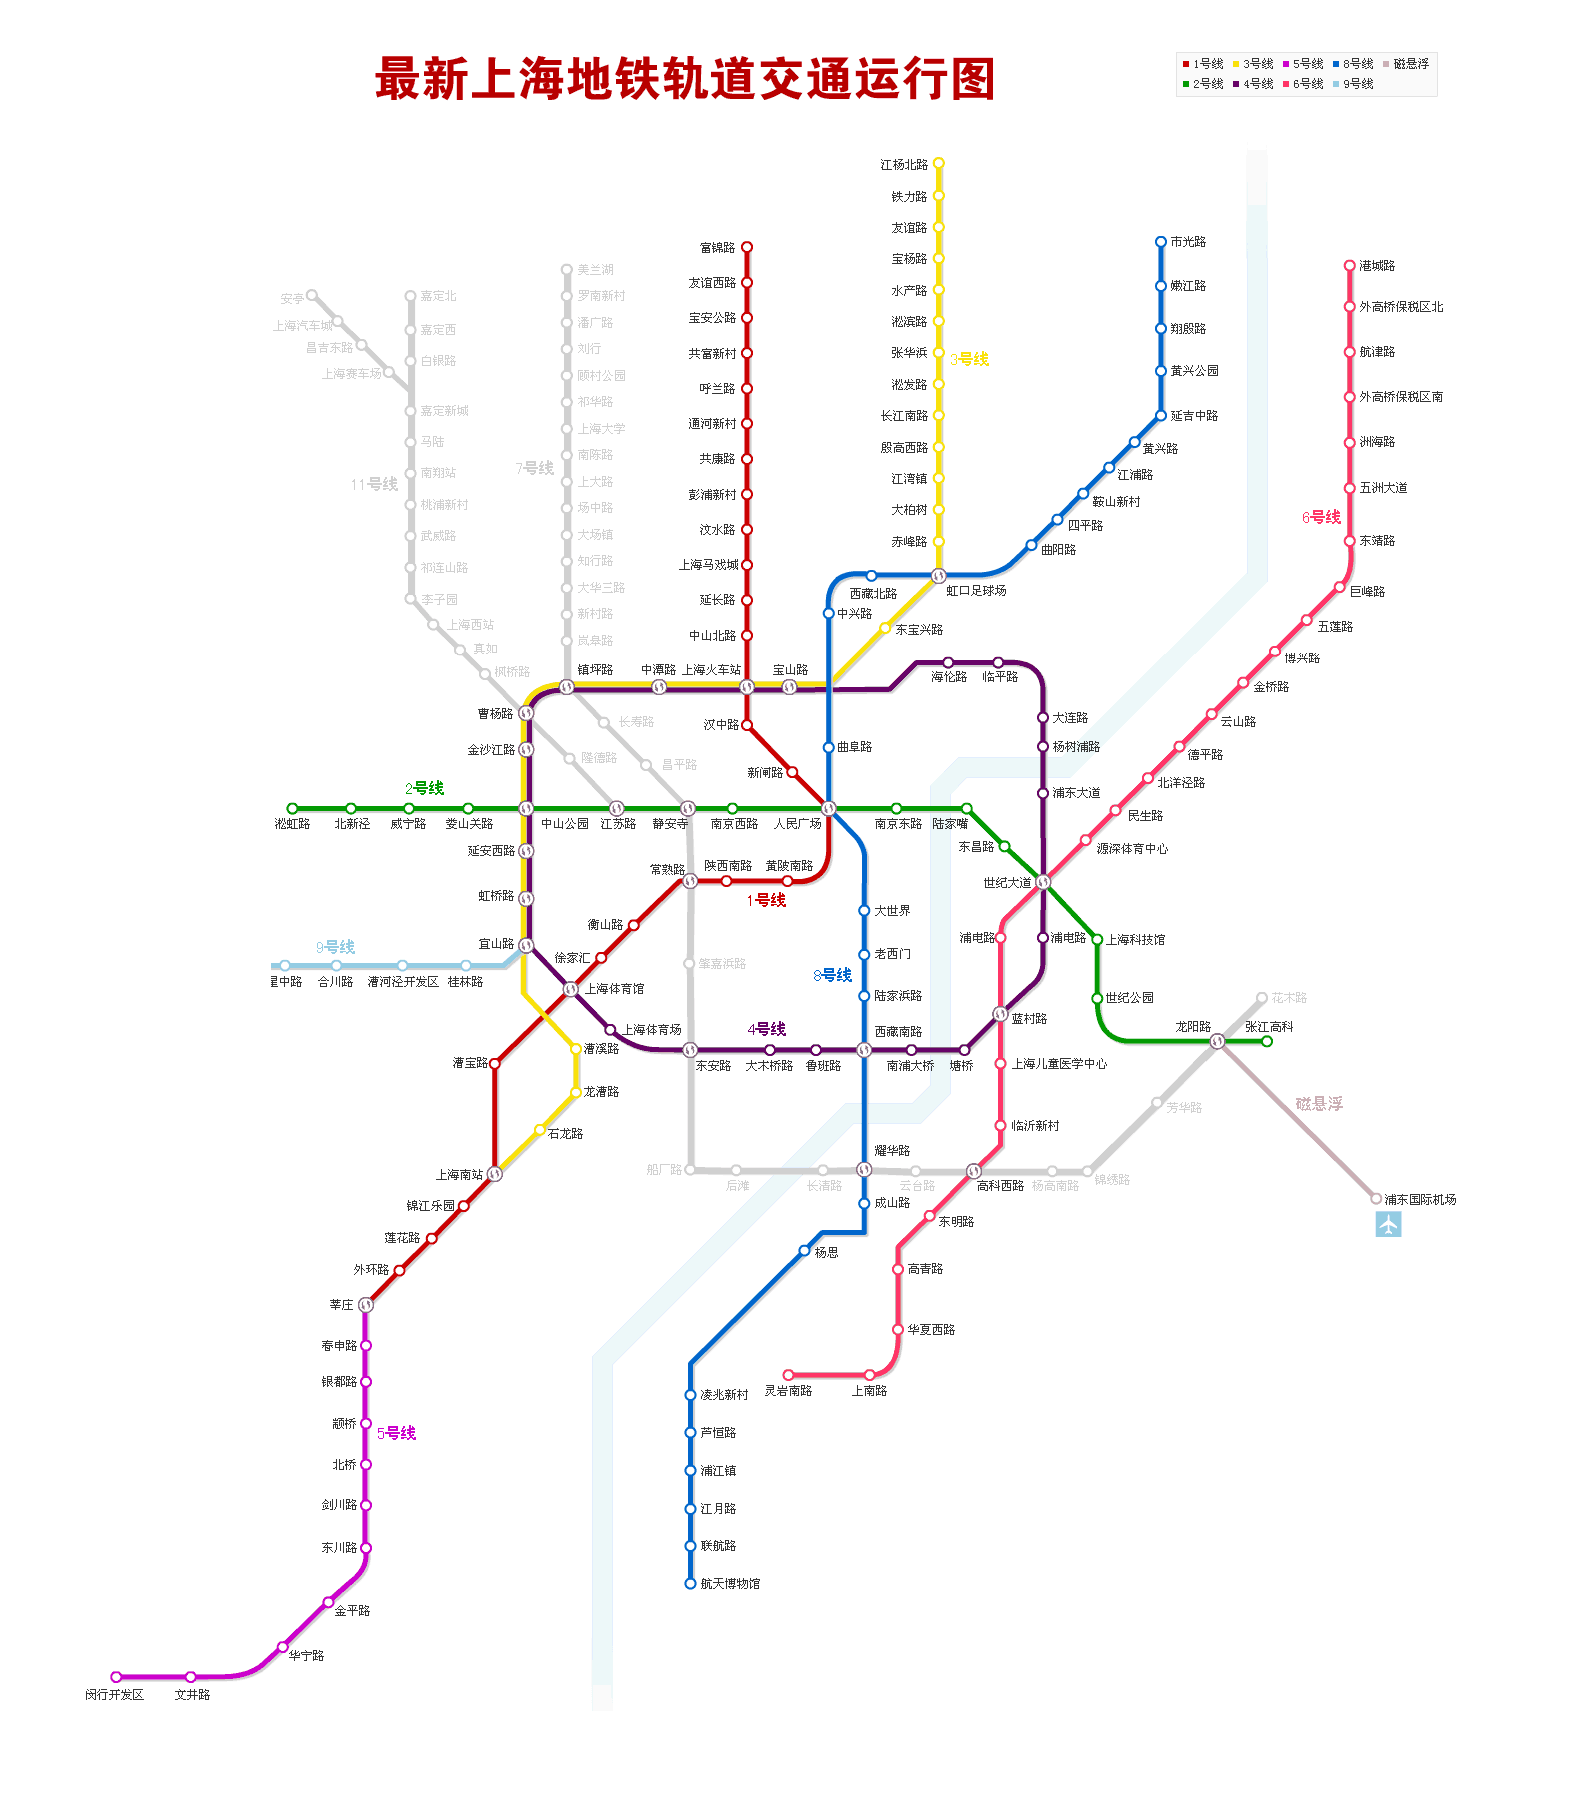 最新上海地铁轨道交通运行图
1号线 3号线 5号线 8号线 磁悬浮
2号线 4号线 6号线 9号线
江杨北路
铁力路
友谊路
宝杨路
水产路
淞滨路
张华浜
3号线
淞发路
长江南路
殷高西路
江湾镇
大柏树
赤峰路
虹口足球场
东宝兴路
市光路
嫩江路
翔殷路
黄兴公园
延吉中路
黄兴路
江浦路
鞍山新村
四平路
曲阳路
西藏北路
中兴路
曲阜路
港城路
外高桥保税区北
航津路
外高桥保税区南
洲海路
五洲大道
6号线
东靖路
巨峰路
五莲路
博兴路
金桥路
云山路
德平路
北洋泾路
民生路
源深体育中心
富锦路
友谊西路
宝安公路
共富新村
呼兰路
通河新村
共康路
彭浦新村
汶水路
上海马戏城
延长路
中山北路
上海火车站
汉中路
新闸路
美兰湖
罗南新村
潘广路
刘行
顾村公园
祁华路
上海大学
南陈路
7号线
上大路
场中路
大场镇
知行路
大华三路
新村路
岚皋路
镇坪路
中潭路
宝山路
长寿路
昌平路
安亭
上海汽车城
昌吉东路
上海赛车场
嘉定北
嘉定西
白银路
嘉定新城
马陆
南翔站
11号线
桃浦新村
武威路
祁连山路
李子园
上海西站
真如
枫桥路
曹杨路
隆德路
金沙江路
海伦路
临平路
大连路
杨树浦路
浦东大道
2号线
淞虹路
北新泾
威宁路
娄山关路
中山公园
江苏路
静安寺
南京西路
人民广场
南京东路
陆家嘴
东昌路
世纪大道
延安西路
虹桥路
宜山路
常熟路
陕西南路
黄陂南路
1号线
衡山路
徐家汇
上海体育馆
上海体育场
9号线
星中路
合川路
漕河泾开发区
桂林路
肇嘉浜路
大世界
老西门
8号线
陆家浜路
西藏南路
浦电路
浦电路
上海科技馆
世纪公园
龙阳路
张江高科
花木路
蓝村路
4号线
东安路
大木桥路
鲁班路
南浦大桥
塘桥
漕溪路
漕宝路
龙漕路
石龙路
上海南站
锦江乐园
莲花路
外环路
莘庄
上海儿童医学中心
临沂新村
磁悬浮
芳华路
船厂路
后滩
长清路
耀华路
云台路
高科西路
杨高南路
锦绣路
浦东国际机场
成山路
东明路
杨思
高青路
华夏西路
灵岩南路
上南路
凌兆新村
芦恒路
浦江镇
江月路
联航路
航天博物馆
春申路
银都路
颛桥
5号线
北桥
剑川路
东川路
金平路
华宁路
文井路
闵行开发区